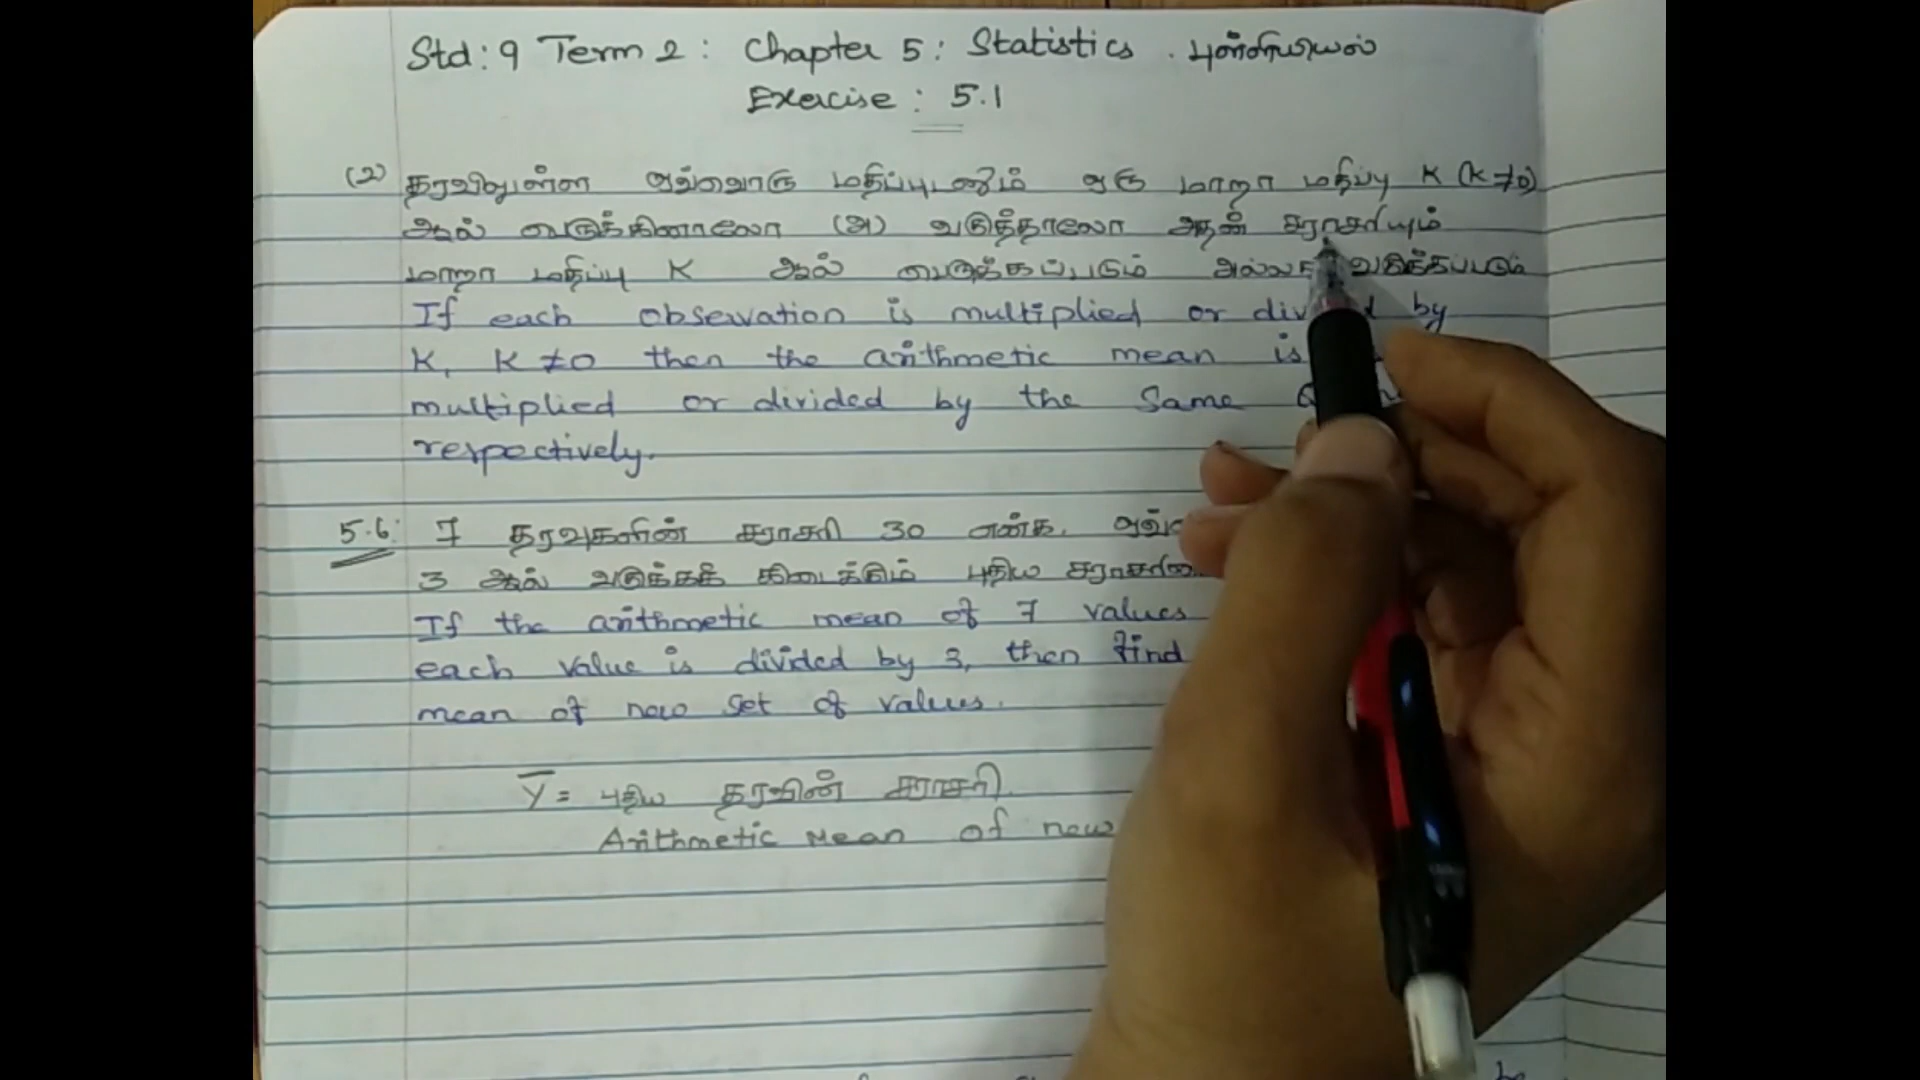 Std: 9 Term 2: Chapter 5: Statistics. புள்ளியியல்
Exercise: 5.1
(2) தரவிலுள்ள ஒவ்வொரு மதிப்புடனும் ஒரு மாறா மதிப்பு K (K≠0)
ஆல் பெருக்கினாலோ (அ) வகுத்தாலோ அதன் சராசரியும்
மாறா மதிப்பு K ஆல் பெருக்கப்படும் வகுக்கப்படும்
If each observation is multiplied or by
K, K≠0 then the arithmetic mean is
multiplied or divided by the same
respectively.
5.6: 7 தரவுகளின் சராசரி 30 என்க.
3 ஆல் வகுக்கக் கிடைக்கும் புதிய
If the arithmetic mean of 7 values
each value is divided by 3, then find
mean of new set of values.
Y̅ = புதிய தரவின் சராசரி.
Arithmetic Mean of new